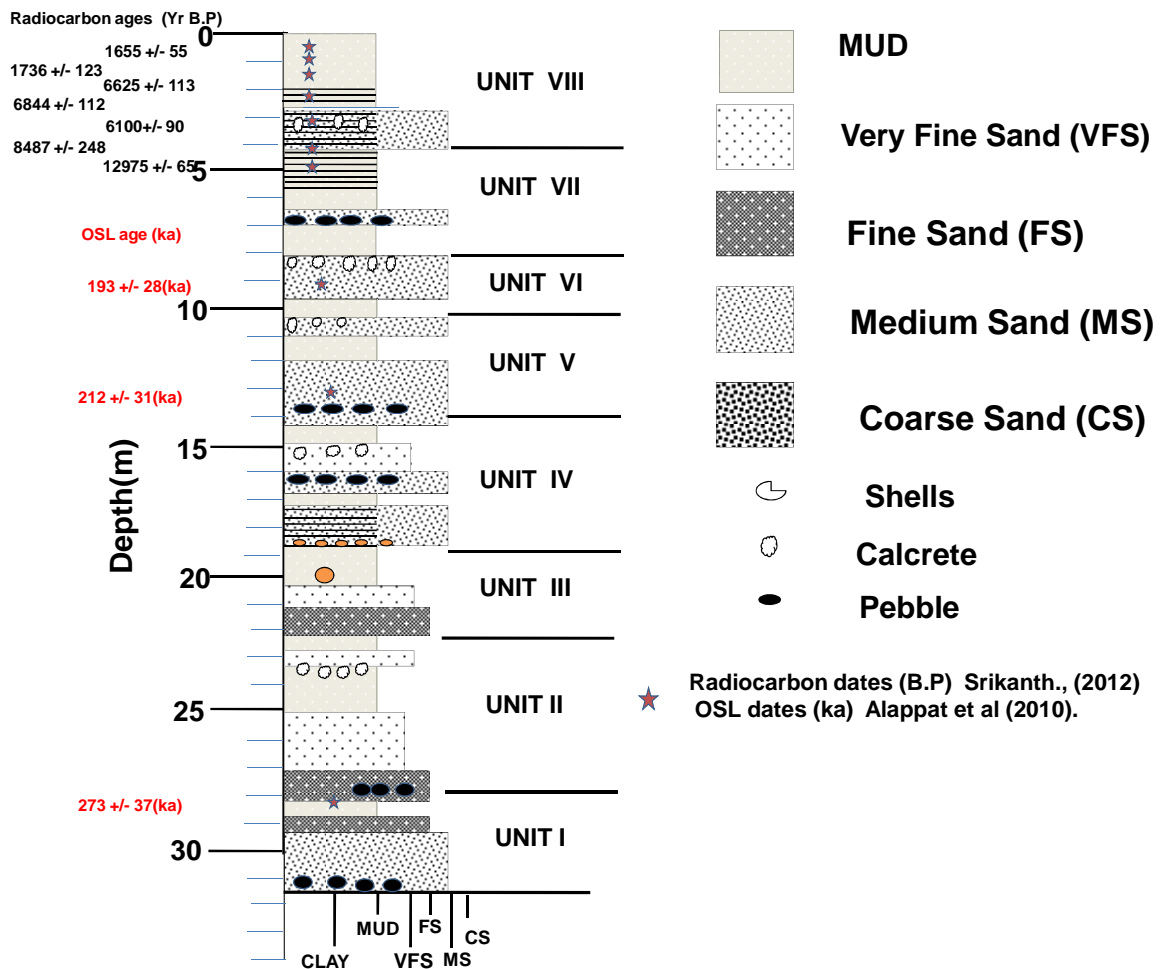 Radiocarbon ages (Yr B.P)
0
1655 +/- 55
1736 +/- 123
6625 +/- 113
6844 +/- 112
6100+/- 90
8487 +/- 248
12975 +/- 65
5
OSL age (ka)
193 +/- 28(ka)
10
212 +/- 31(ka)
15
Depth(m)
20
25
273 +/- 37(ka)
30
UNIT VIII
UNIT VII
UNIT VI
UNIT V
UNIT IV
UNIT III
UNIT II
UNIT I
CLAY
MUD
VFS
FS
MS
CS
MUD
Very Fine Sand (VFS)
Fine Sand (FS)
Medium Sand (MS)
Coarse Sand (CS)
Shells
Calcrete
Pebble
Radiocarbon dates (B.P) Srikanth., (2012)
OSL dates (ka) Alappat et al (2010).